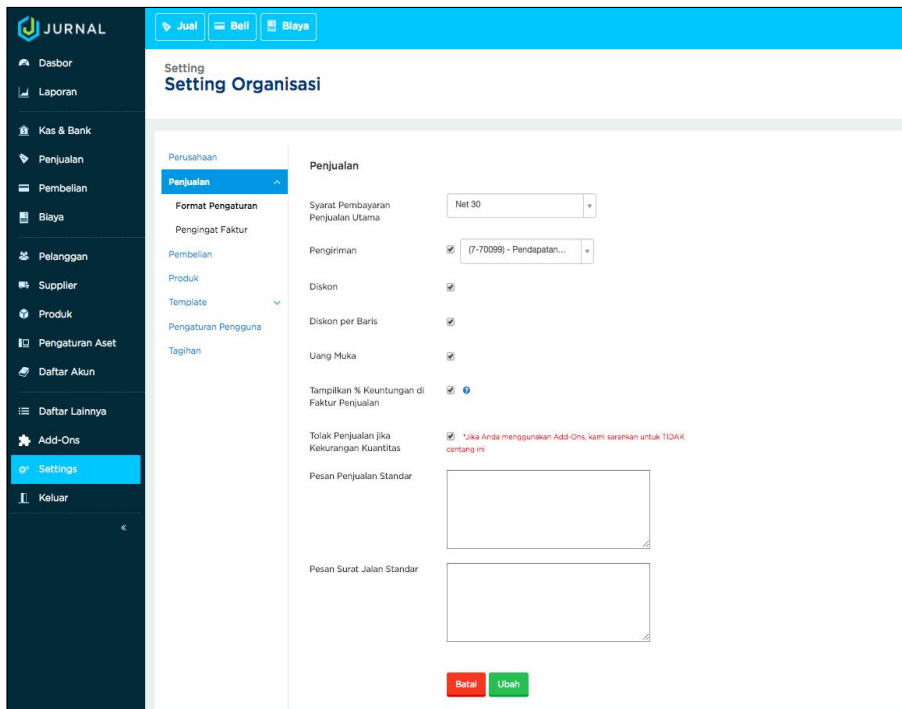 JURNAL
Jual
Beli
Biaya
Dasbor
Laporan
Kas & Bank
Penjualan
Pembelian
Biaya
Pelanggan
Supplier
Produk
Pengaturan Aset
Daftar Akun
Daftar Lainnya
Add-Ons
Settings
Keluar
«
Setting
Setting Organisasi
Perusahaan
Penjualan
Format Pengaturan
Pengingat Faktur
Pembelian
Produk
Template
Pengaturan Pengguna
Tagihan
Penjualan
Syarat Pembayaran
Penjualan Utama
Net 30
Pengiriman
(7-70099) - Pendapatan...
Diskon
Diskon per Baris
Uang Muka
Tampilkan % Keuntungan di
Faktur Penjualan
?
Tolak Penjualan jika
Kekurangan Kuantitas
*Jika Anda menggunakan Add-Ons, kami sarankan untuk TIDAK
centang ini
Pesan Penjualan Standar
Pesan Surat Jalan Standar
Batal
Ubah